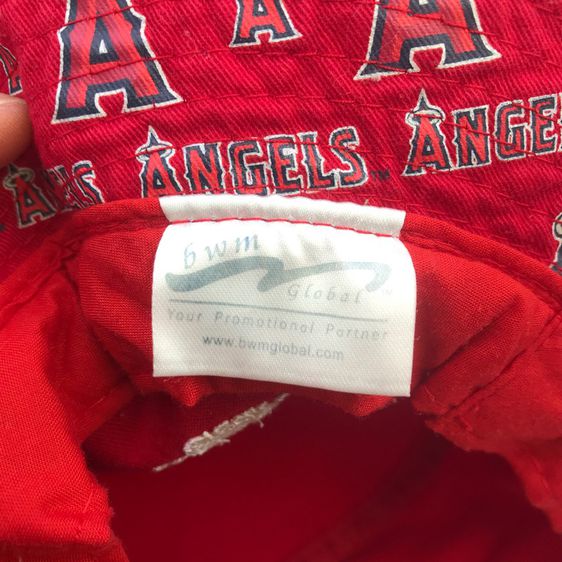 A A A
ANGELS ANGELS ANGELS
bwm
Global
Your Promotional Partner
www.bwmglobal.com